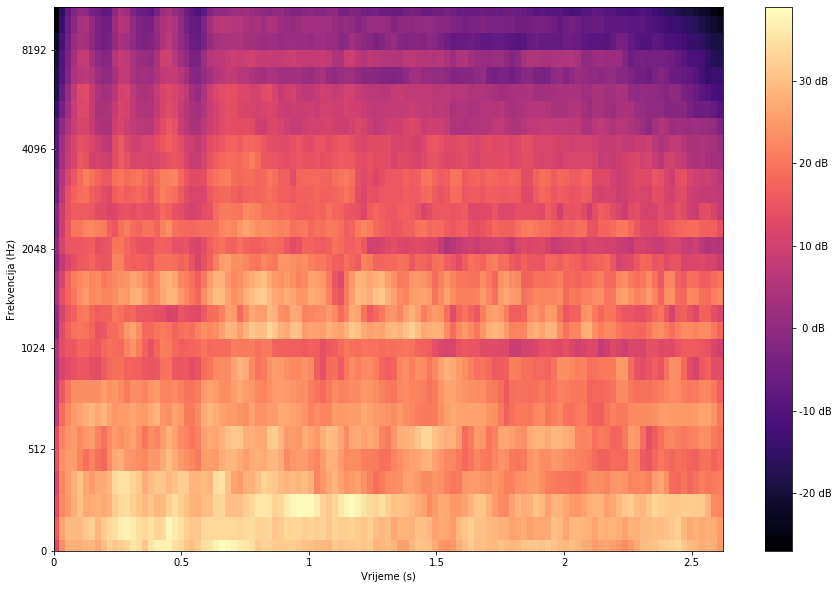 8192
4096
2048
1024
512
0
Frekvencija (Hz)
0
0.5
1
1.5
2
2.5
Vrijeme (s)
30 dB
20 dB
10 dB
0 dB
-10 dB
-20 dB